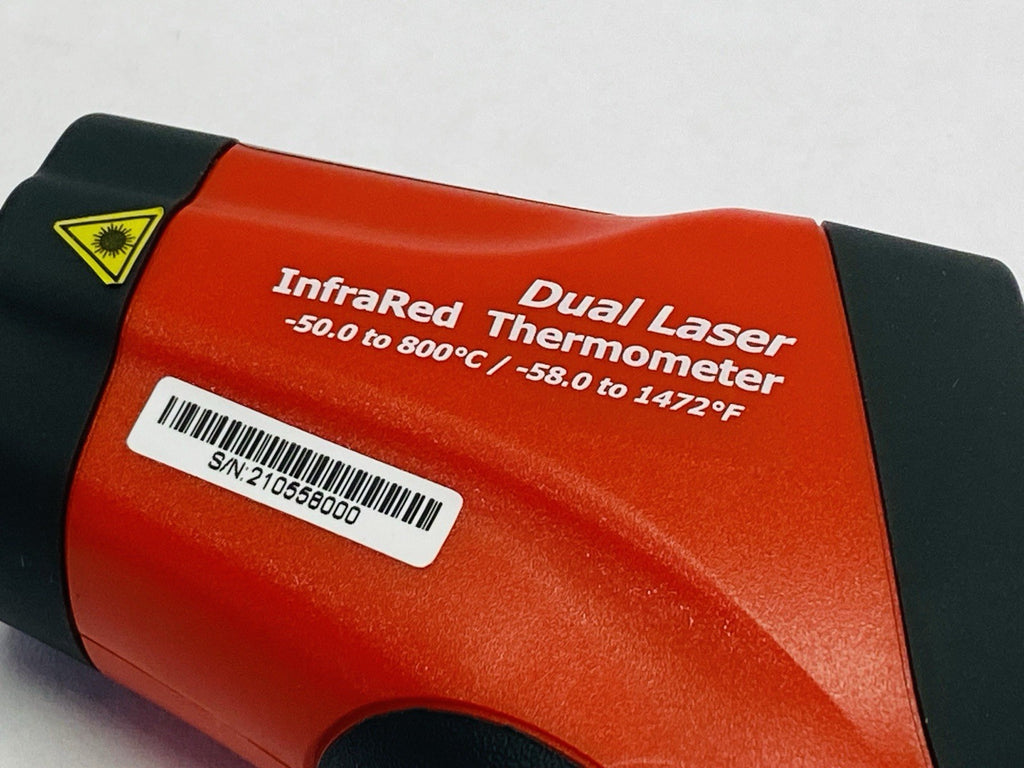 Dual Laser
InfraRed Thermometer
-50.0 to 800°C / -58.0 to 1472°F
S/N:210558000